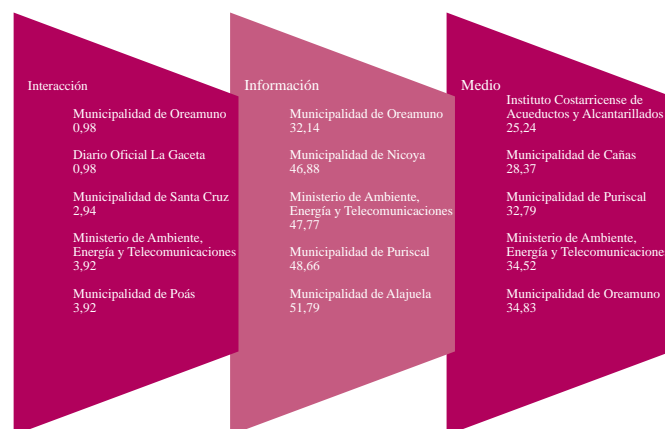 Interacción
Municipalidad de Oreamuno
0,98
Diario Oficial La Gaceta
0,98
Municipalidad de Santa Cruz
2,94
Ministerio de Ambiente,
Energía y Telecomunicaciones
3,92
Municipalidad de Poás
3,92
Información
Municipalidad de Oreamuno
32,14
Municipalidad de Nicoya
46,88
Ministerio de Ambiente,
Energía y Telecomunicaciones
47,77
Municipalidad de Puriscal
48,66
Municipalidad de Alajuela
51,79
Medio
Instituto Costarricense de
Acueductos y Alcantarillados
25,24
Municipalidad de Cañas
28,37
Municipalidad de Puriscal
32,79
Ministerio de Ambiente,
Energía y Telecomunicacione
34,52
Municipalidad de Oreamuno
34,83